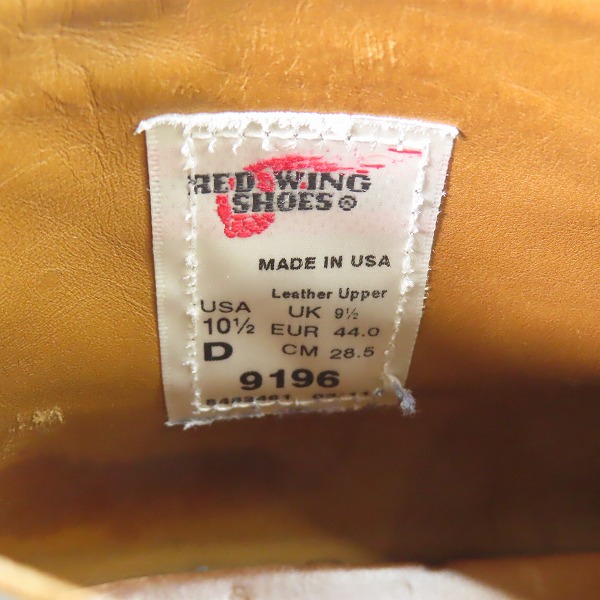 RED WING
SHOES ®
MADE IN USA
Leather Upper
USA UK 9½
10½ EUR 44.0
D CM 28.5
9196